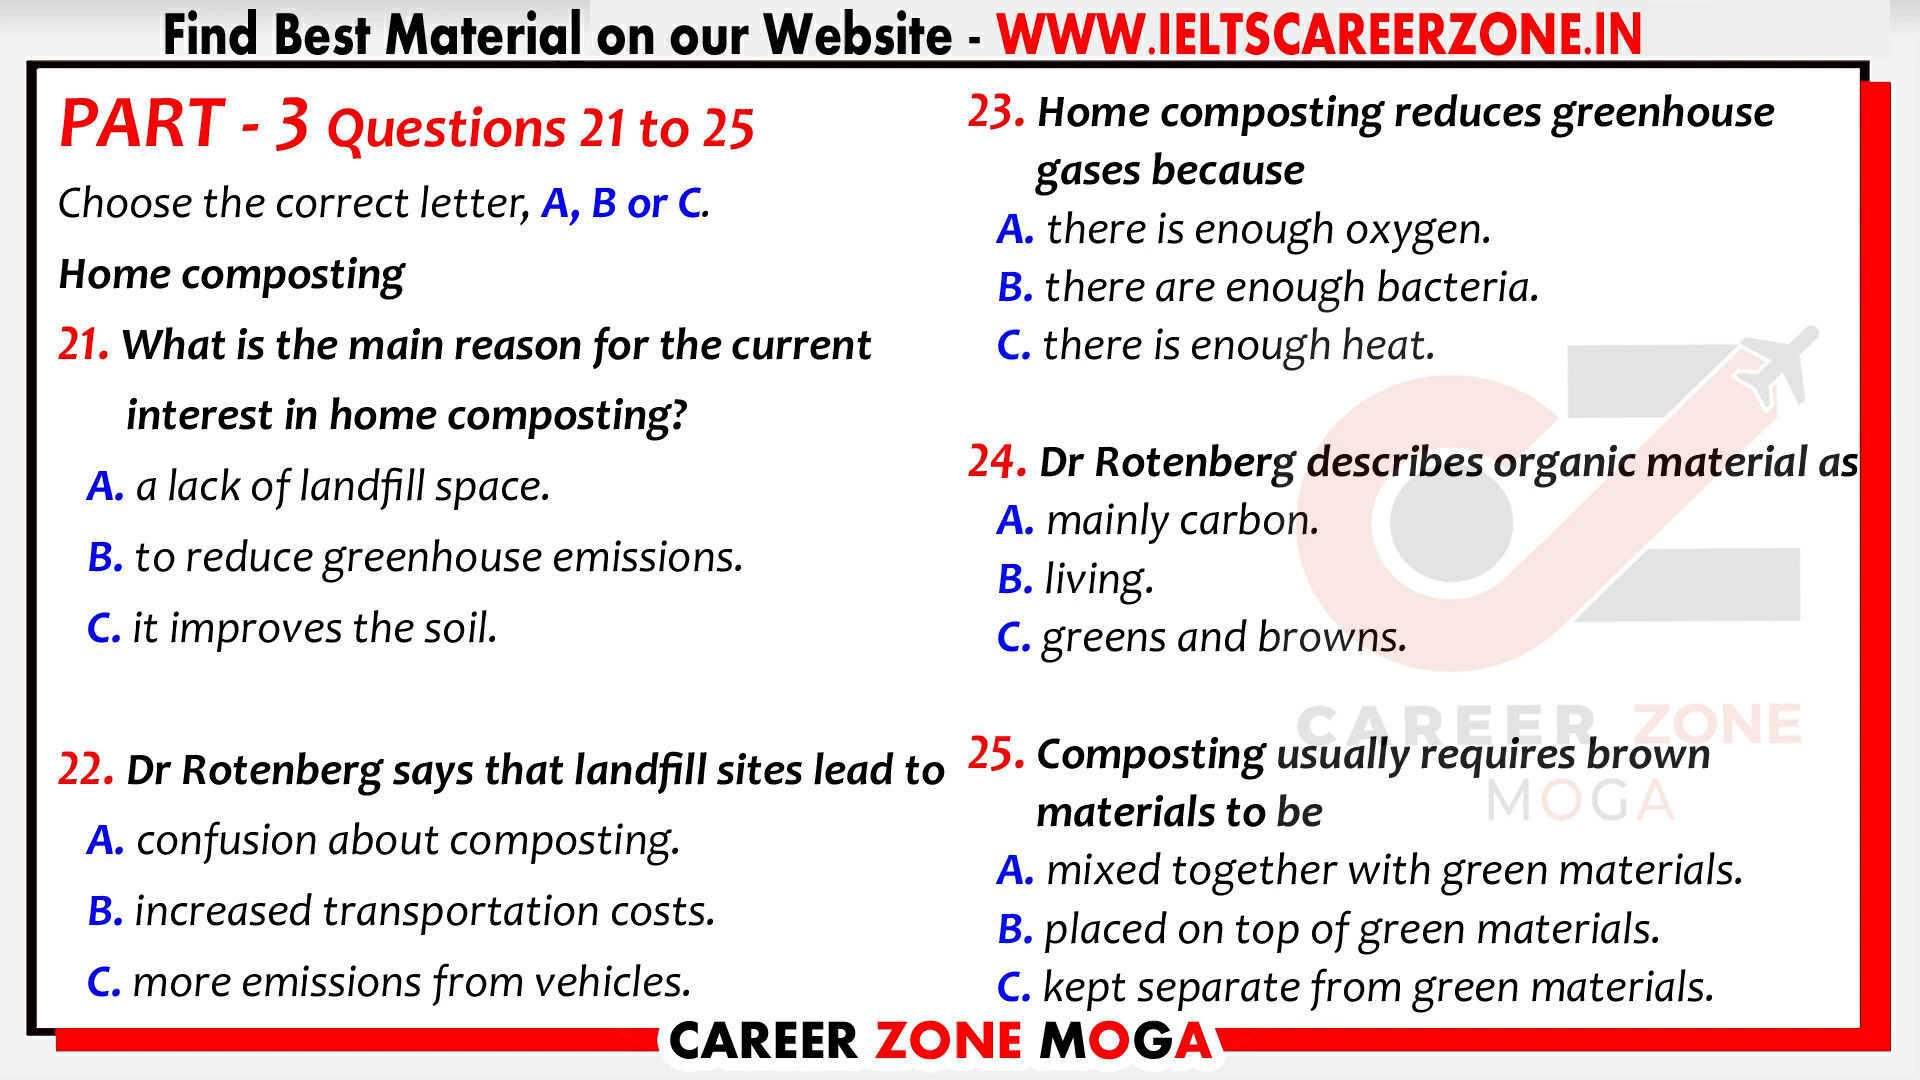 Find Best Material on our Website - WWW.IELTSCAREERZONE.IN
PART - 3 Questions 21 to 25
Choose the correct letter, A, B or C.
Home composting
21. What is the main reason for the current
interest in home composting?
A. a lack of landfill space.
B. to reduce greenhouse emissions.
C. it improves the soil.
22. Dr Rotenberg says that landfill sites lead to
A. confusion about composting.
B. increased transportation costs.
C. more emissions from vehicles.
23. Home composting reduces greenhouse
gases because
A. there is enough oxygen.
B. there are enough bacteria.
C. there is enough heat.
24. Dr Rotenberg describes organic material as
A. mainly carbon.
B. living.
C. greens and browns.
25. Composting usually requires brown
materials to be
A. mixed together with green materials.
B. placed on top of green materials.
C. kept separate from green materials.
CAREER ZONE
MOGA
CAREER ZONE MOGA